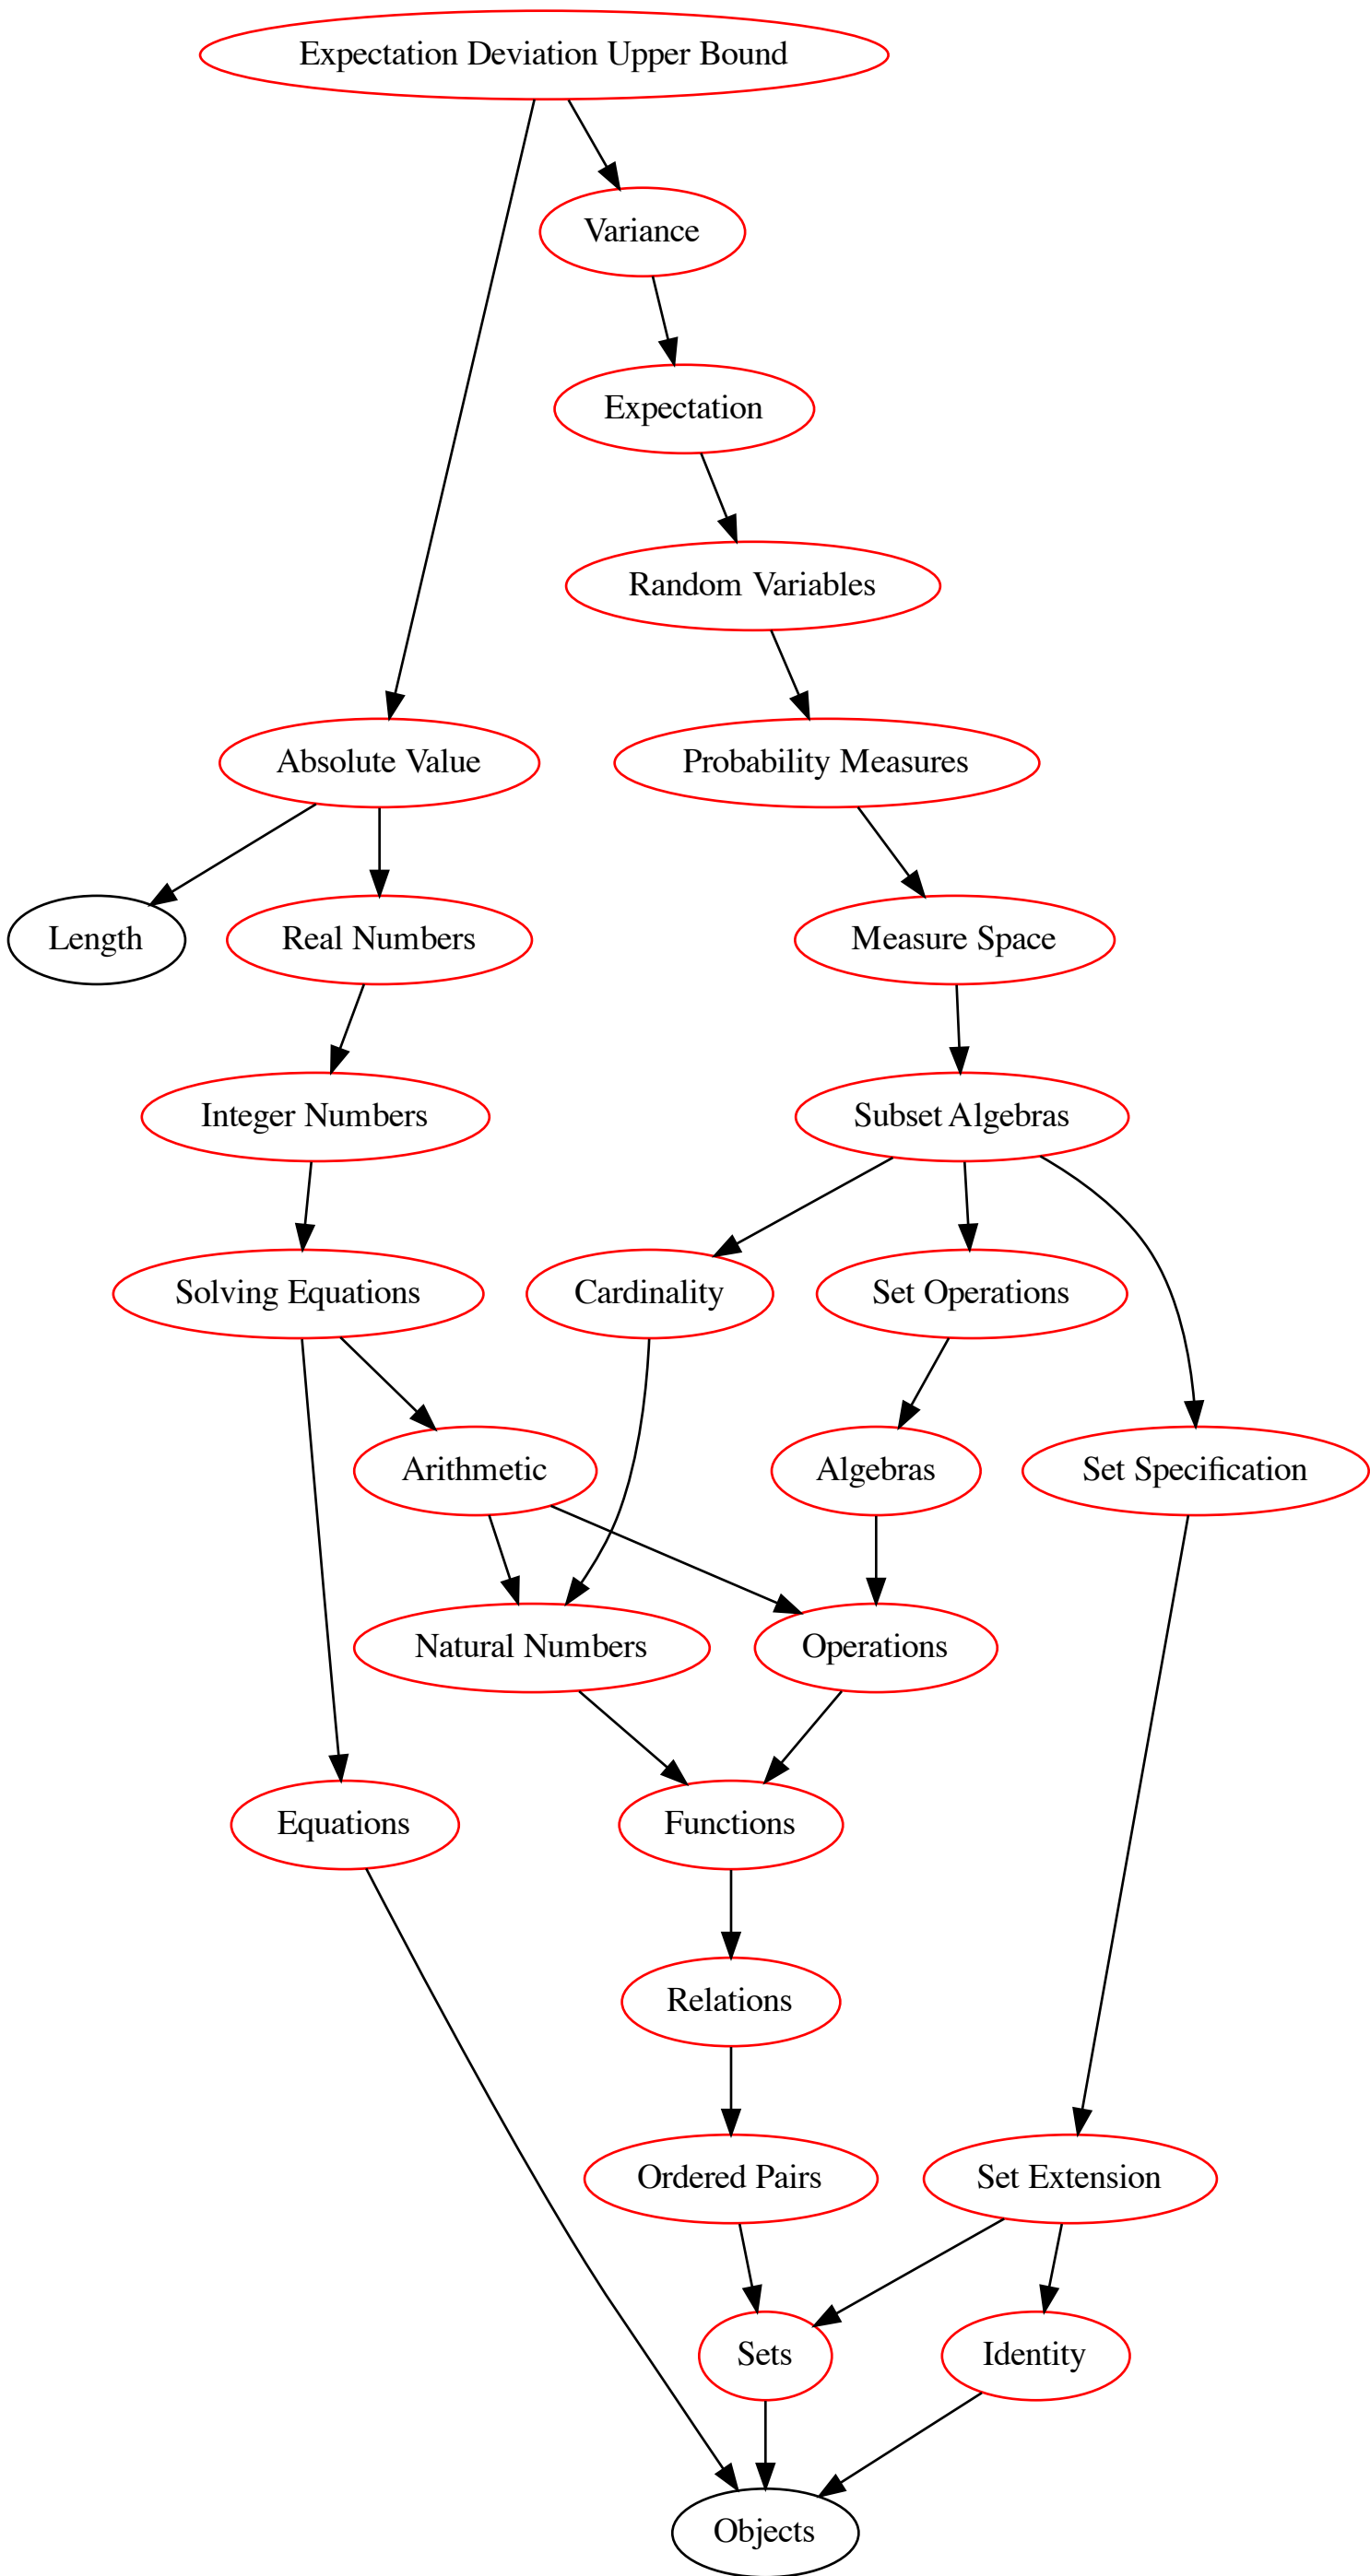 Expectation Deviation Upper Bound
Variance
Expectation
Random Variables
Absolute Value
Probability Measures
Length
Real Numbers
Measure Space
Integer Numbers
Subset Algebras
Solving Equations
Cardinality
Set Operations
Arithmetic
Algebras
Set Specification
Natural Numbers
Operations
Equations
Functions
Relations
Ordered Pairs
Set Extension
Sets
Identity
Objects